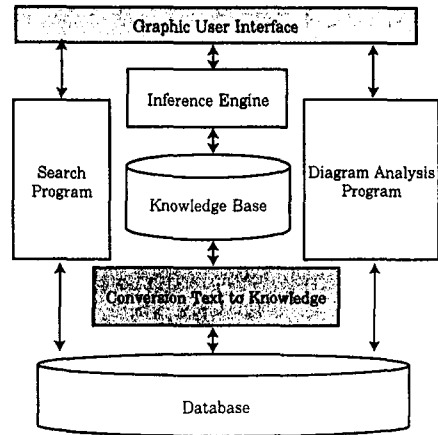 Graphic User Interface
Inference Engine
Search
Program
Diagram Analysis
Program
Knowledge Base
Conversion Text to Knowledge
Database